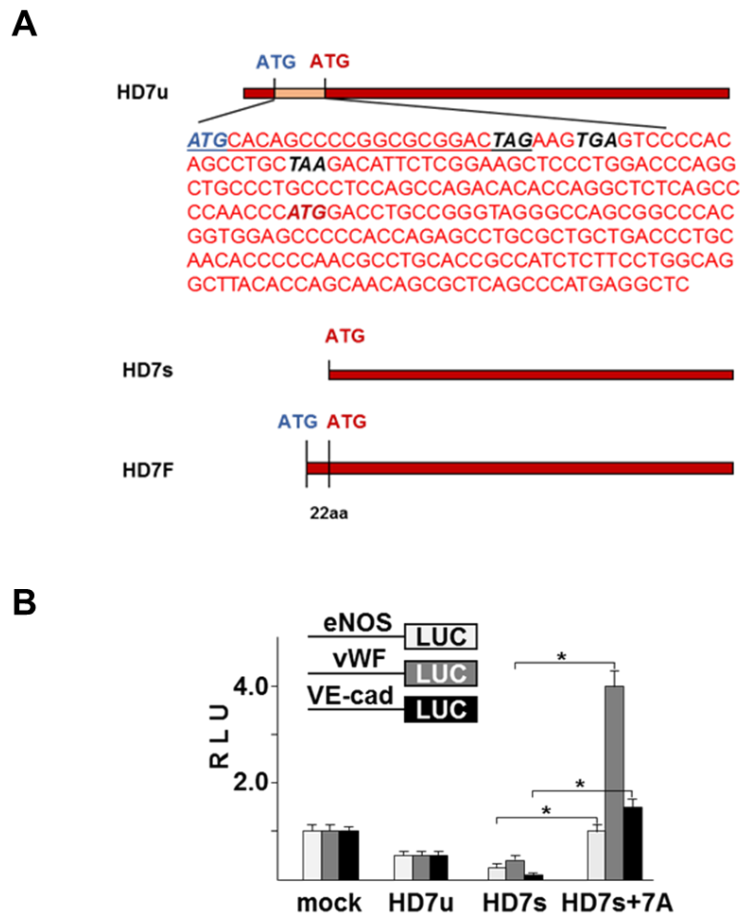 A
ATG ATG
HD7u
ATGCACAGCCCCGGCGCGGACTAGAAGTGAGTCCCCAC
AGCCTGCTAAGACATTCTCGGAAGCTCCCTGGACCCAGG
CTGCCCTGCCCTCCAGCCAGACACACCAGGCTCTCAGCC
CCAACCCATGGACCTGCCGGGTAGGGCCAGCGGCCCAC
GGTGGAGCCCCCACCAGAGCCTGCGCTGCTGACCCTGC
AACACCCCCAACGCCTGCACCGCCATCTCTTCCTGGCAG
GCTTACACCAGCAACAGCGCTCAGCCCATGAGGCTC
ATG
HD7s
ATG ATG
HD7F
22aa
B
eNOS LUC
vWF LUC
VE-cad LUC
RLU
4.0
2.0
*
*
*
mock HD7u HD7s HD7s+7A